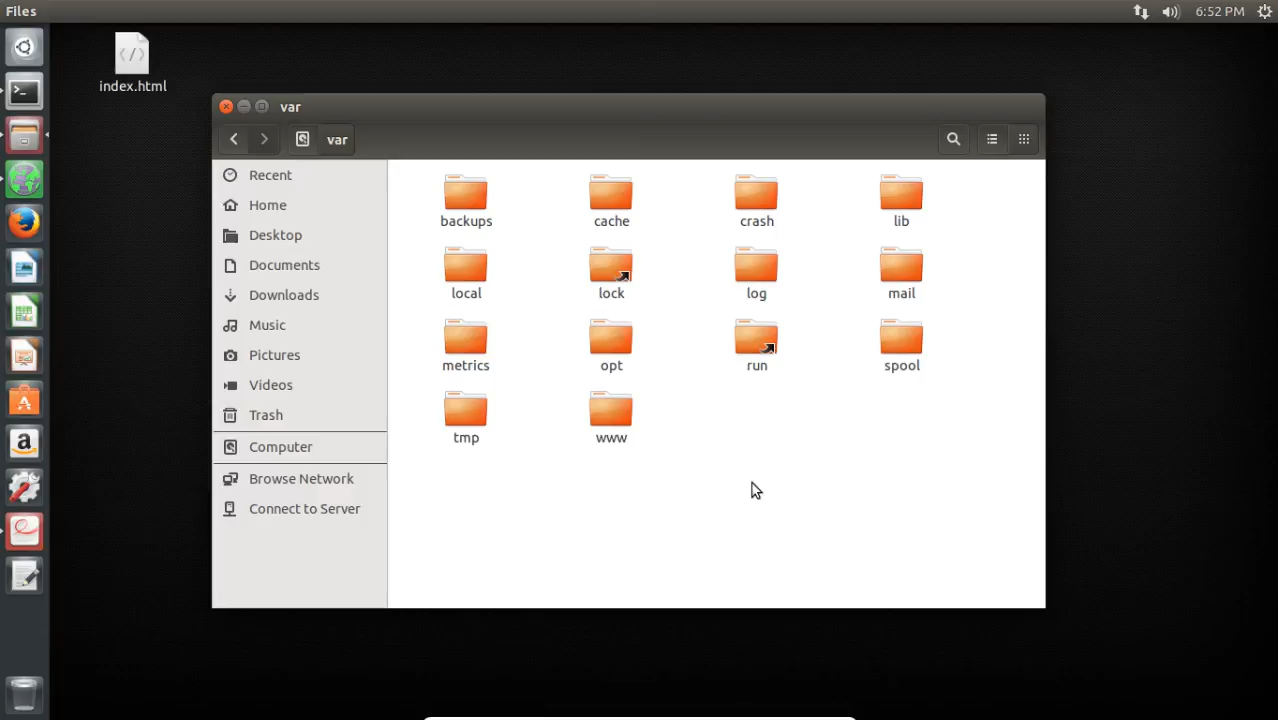 Files
6:52 PM
index.html
var
var
Recent
Home
Desktop
Documents
Downloads
Music
Pictures
Videos
Trash
Computer
Browse Network
Connect to Server
backups cache crash lib
local lock log mail
metrics opt run spool
tmp www